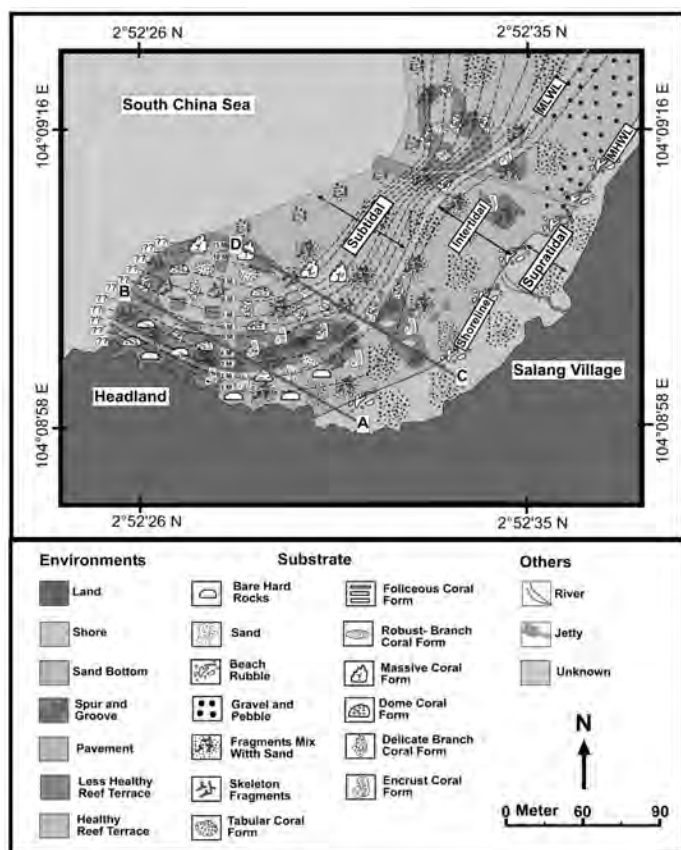 2°52'26 N
2°52'35 N
South China Sea
104°09'16 E
104°09'16 E
MLWL
MHWL
D
Subtidal
Intertidal
Supratidal
B
Shoreline
C
Salang Village
Headland
A
104°08'58 E
104°08'58 E
2°52'26 N
2°52'35 N
Environments
Land
Shore
Sand Bottom
Spur and
Groove
Pavement
Less Healthy
Reef Terrace
Healthy
Reef Terrace
Substrate
Bare Hard
Rocks
Sand
Beach
Rubble
Gravel and
Pebble
Fragments Mix
Witth Sand
Skeleton
Fragments
Tabular Coral
Form
Foliceous Coral
Form
Robust- Branch
Coral Form
Massive Coral
Form
Dome Coral
Form
Delicate Branch
Coral Form
Encrust Coral
Form
Others
River
Jetty
Unknown
N
0 Meter 60 90